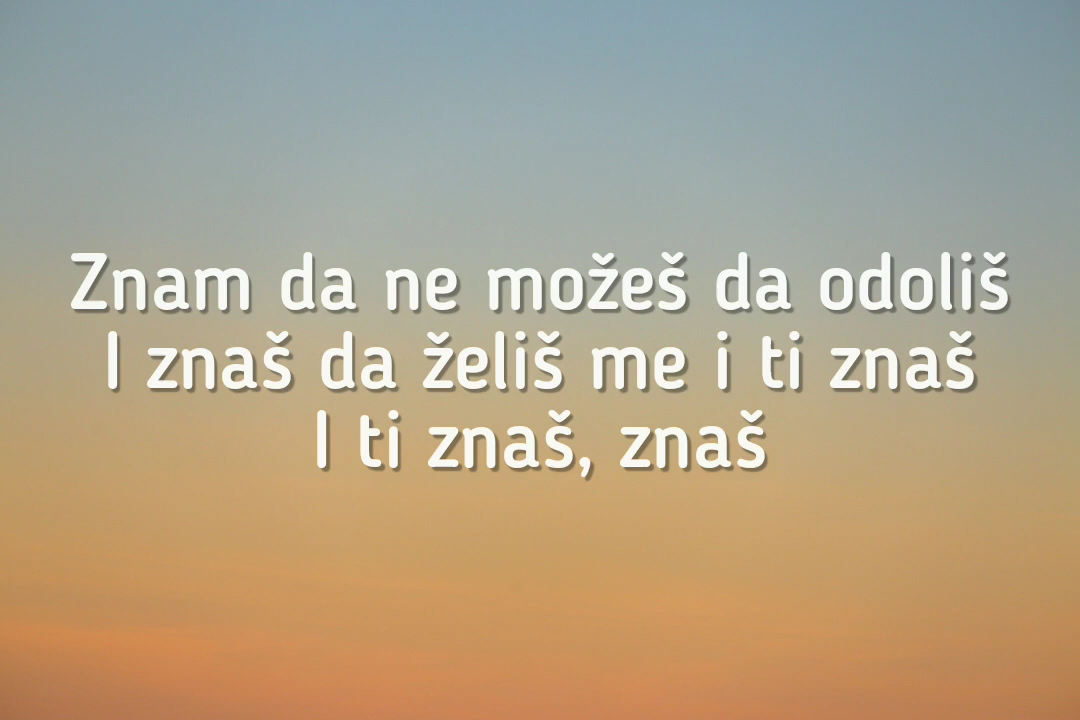 Znam da ne možeš da odoliš
I znaš da želiš me i ti znaš
I ti znaš, znaš